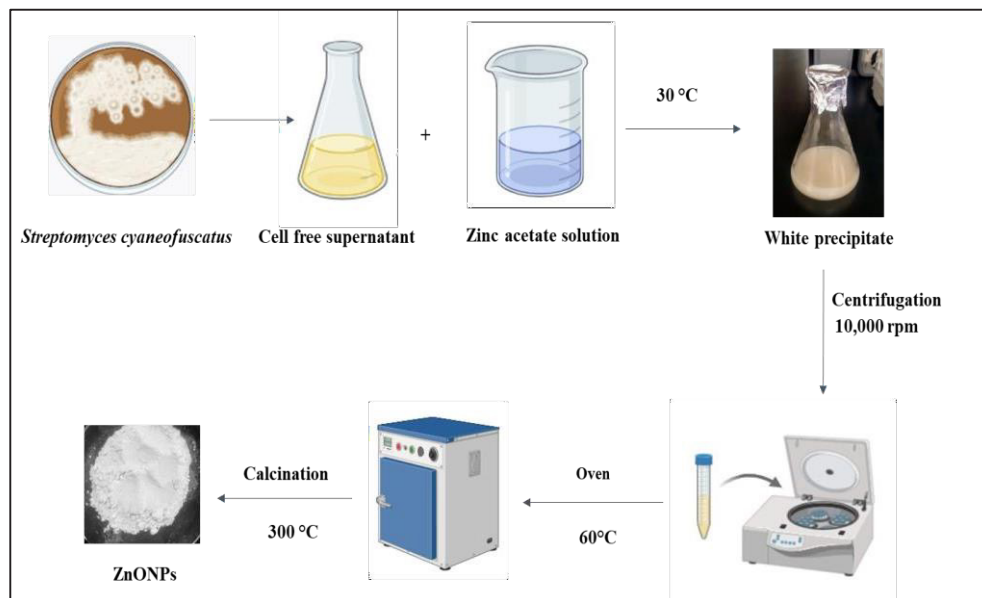 30 °C
+
Streptomyces cyaneofuscatus
Cell free supernatant
Zinc acetate solution
White precipitate
Centrifugation
10,000 rpm
Calcination
300 °C
Oven
60°C
ZnONPs